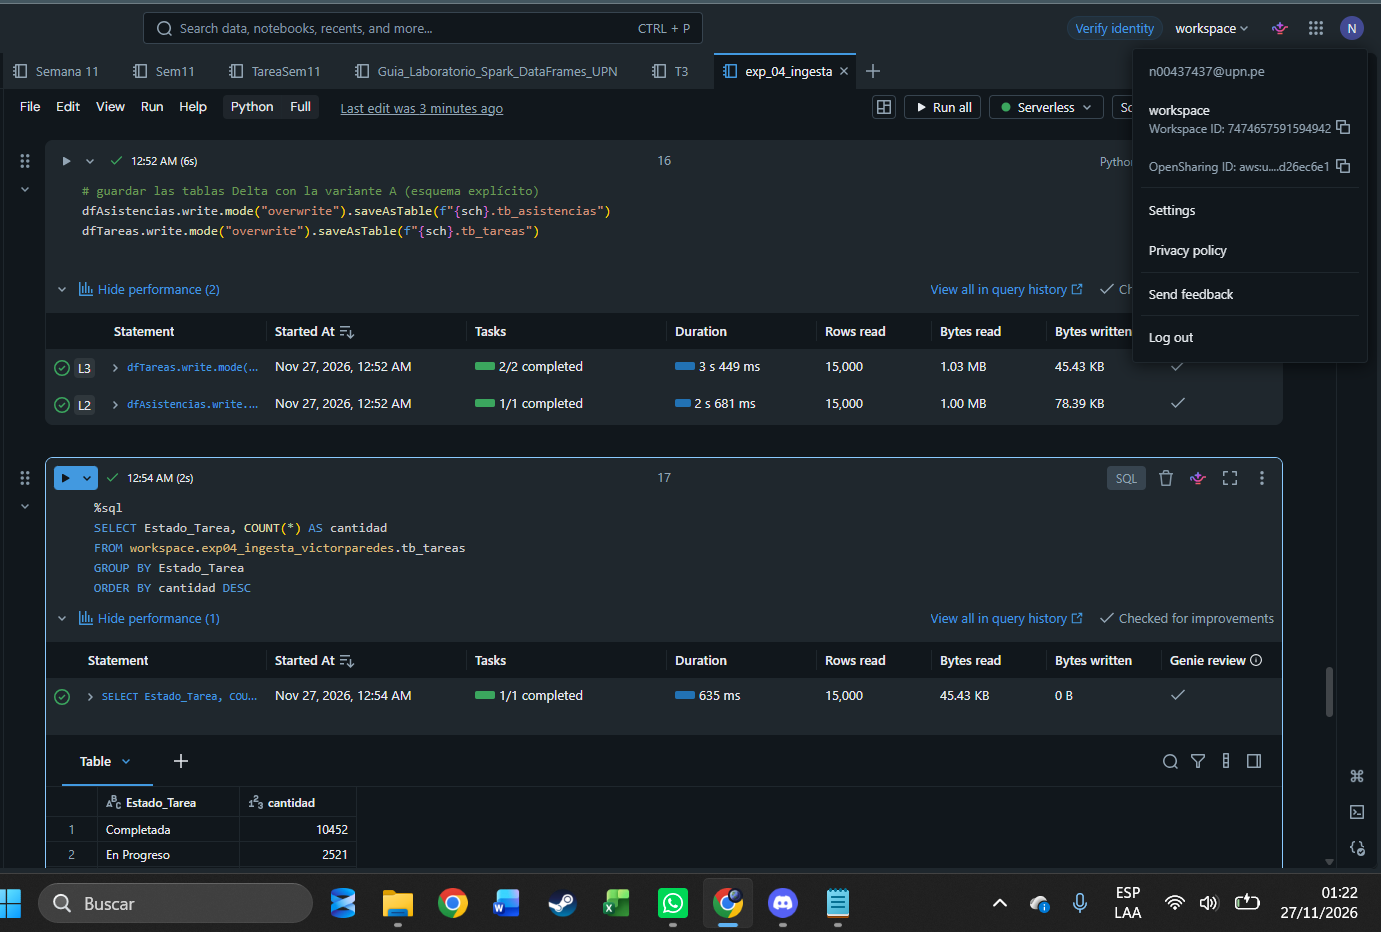 Search data, notebooks, recents, and more... CTRL + P
Verify identity workspace N
Semana 11 Sem11 TareaSem11 Guia_Laboratorio_Spark_DataFrames_UPN T3 exp_04_ingesta
File Edit View Run Help Python Full Last edit was 3 minutes ago Run all Serverless Sc
n00437437@upn.pe
workspace
Workspace ID: 7474657591594942
OpenSharing ID: aws:u....d26ec6e1
Settings
Privacy policy
Send feedback
Log out
12:52 AM (6s) 16 Python
# guardar las tablas Delta con la variante A (esquema explícito)
dfAsistencias.write.mode("overwrite").saveAsTable(f"{sch}.tb_asistencias")
dfTareas.write.mode("overwrite").saveAsTable(f"{sch}.tb_tareas")
Hide performance (2) View all in query history Ch
Statement Started At Tasks Duration Rows read Bytes read Bytes written
L3 dfTareas.write.mode(... Nov 27, 2026, 12:52 AM 2/2 completed 3 s 449 ms 15,000 1.03 MB 45.43 KB
L2 dfAsistencias.write.... Nov 27, 2026, 12:52 AM 1/1 completed 2 s 681 ms 15,000 1.00 MB 78.39 KB
12:54 AM (2s) 17 SQL
%sql
SELECT Estado_Tarea, COUNT(*) AS cantidad
FROM workspace.exp04_ingesta_victorparedes.tb_tareas
GROUP BY Estado_Tarea
ORDER BY cantidad DESC
Hide performance (1) View all in query history Checked for improvements
Statement Started At Tasks Duration Rows read Bytes read Bytes written Genie review
SELECT Estado_Tarea, COU... Nov 27, 2026, 12:54 AM 1/1 completed 635 ms 15,000 45.43 KB 0 B
Table
Estado_Tarea cantidad
1 Completada 10452
2 En Progreso 2521
Buscar
ESP
LAA
01:22
27/11/2026